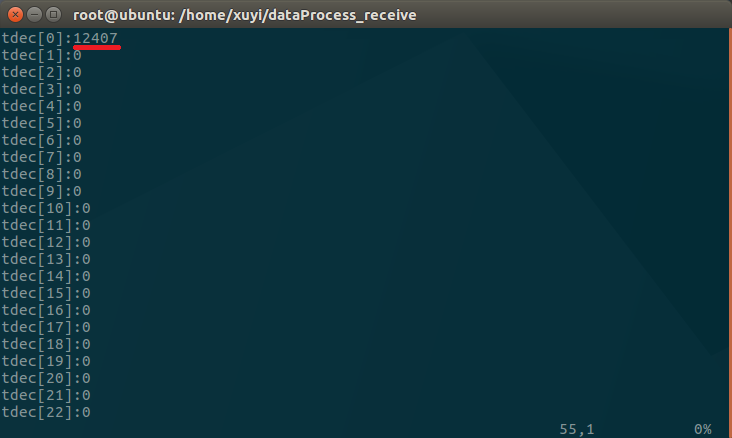 root@ubuntu: /home/xuyi/dataProcess_receive
tdec[0]:12407
tdec[1]:0
tdec[2]:0
tdec[3]:0
tdec[4]:0
tdec[5]:0
tdec[6]:0
tdec[7]:0
tdec[8]:0
tdec[9]:0
tdec[10]:0
tdec[11]:0
tdec[12]:0
tdec[13]:0
tdec[14]:0
tdec[15]:0
tdec[16]:0
tdec[17]:0
tdec[18]:0
tdec[19]:0
tdec[20]:0
tdec[21]:0
tdec[22]:0
55,1 0%